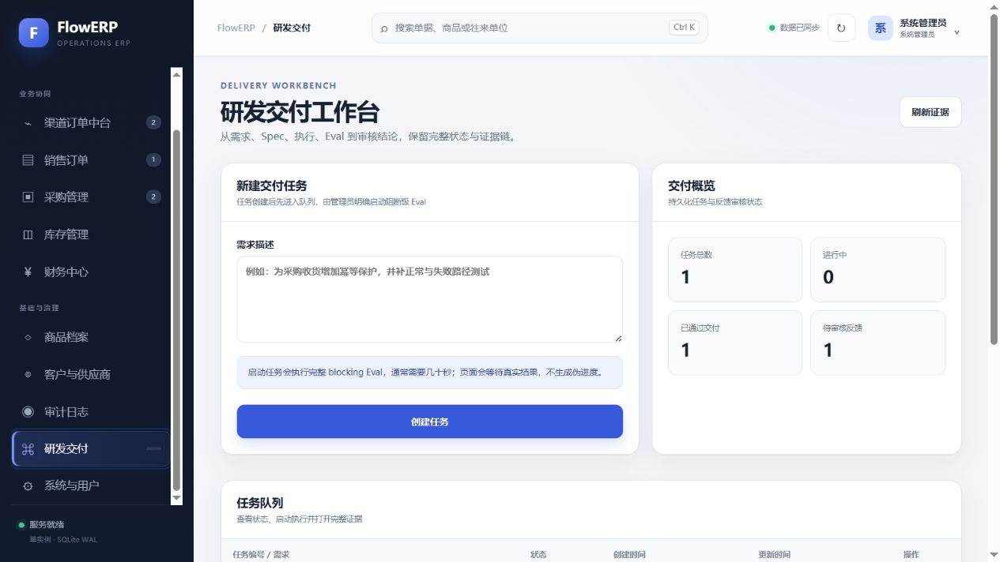 F
FlowERP
OPERATIONS ERP
业务协同
渠道订单中台
2
销售订单
1
采购管理
2
库存管理
¥ 财务中心
基础与治理
商品档案
客户与供应商
审计日志
研发交付
系统与用户
服务就绪
单实例 · SQLite WAL
FlowERP / 研发交付
搜索单据、商品或往来单位
Ctrl K
数据已同步
系
系统管理员
系统管理员
DELIVERY WORKBENCH
研发交付工作台
从需求、Spec、执行、Eval 到审核结论，保留完整状态与证据链。
刷新证据
新建交付任务
任务创建后先进入队列，由管理员明确启动阻断级 Eval
需求描述
例如：为采购收货增加幂等保护，并补正常与失败路径测试
启动任务会执行完整 blocking Eval，通常需要几十秒；页面会等待真实结果，不生成伪进度。
创建任务
交付概览
持久化任务与反馈审核状态
任务总数
1
进行中
0
已通过交付
1
待审核反馈
1
任务队列
查看状态、启动执行并打开完整证据
任务编号 / 需求
状态
创建时间
更新时间
操作